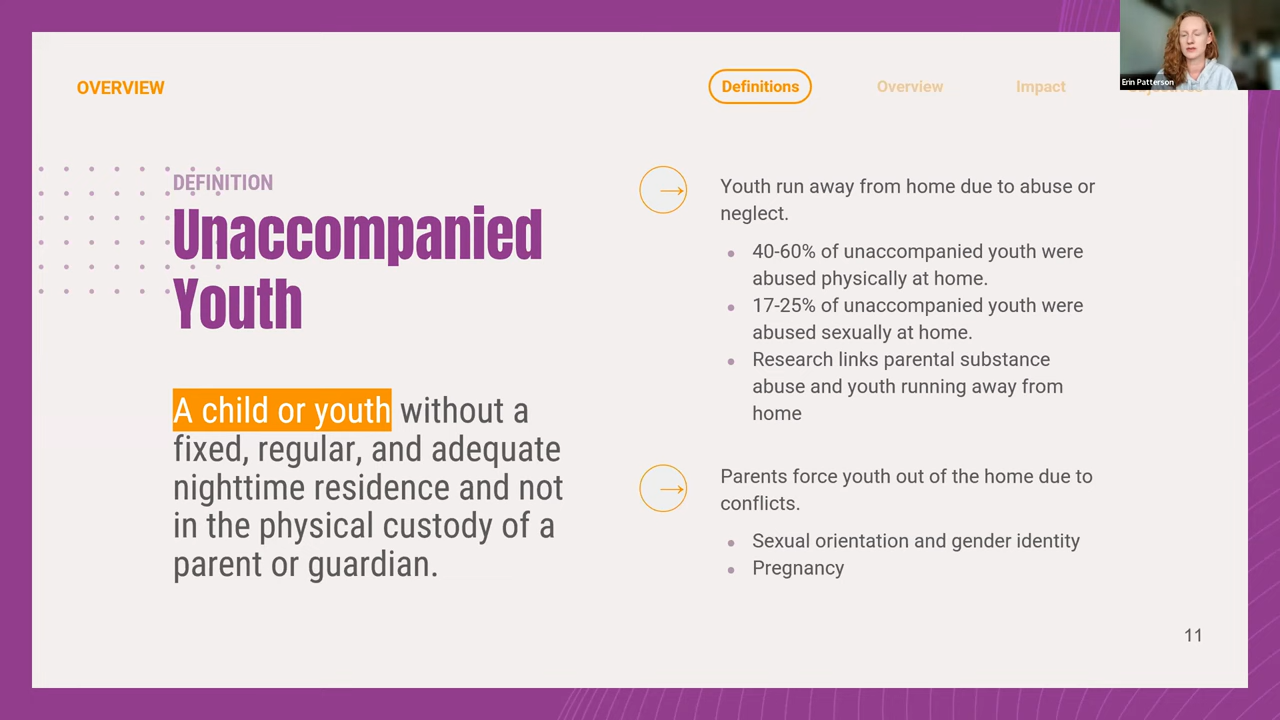 OVERVIEW
Definitions
Overview
Impact
Erin Patterson
DEFINITION
Unaccompanied
Youth
A child or youth without a
fixed, regular, and adequate
nighttime residence and not
in the physical custody of a
parent or guardian.
→
Youth run away from home due to abuse or
neglect.
• 40-60% of unaccompanied youth were
abused physically at home.
• 17-25% of unaccompanied youth were
abused sexually at home.
• Research links parental substance
abuse and youth running away from
home
→
Parents force youth out of the home due to
conflicts.
• Sexual orientation and gender identity
• Pregnancy
11